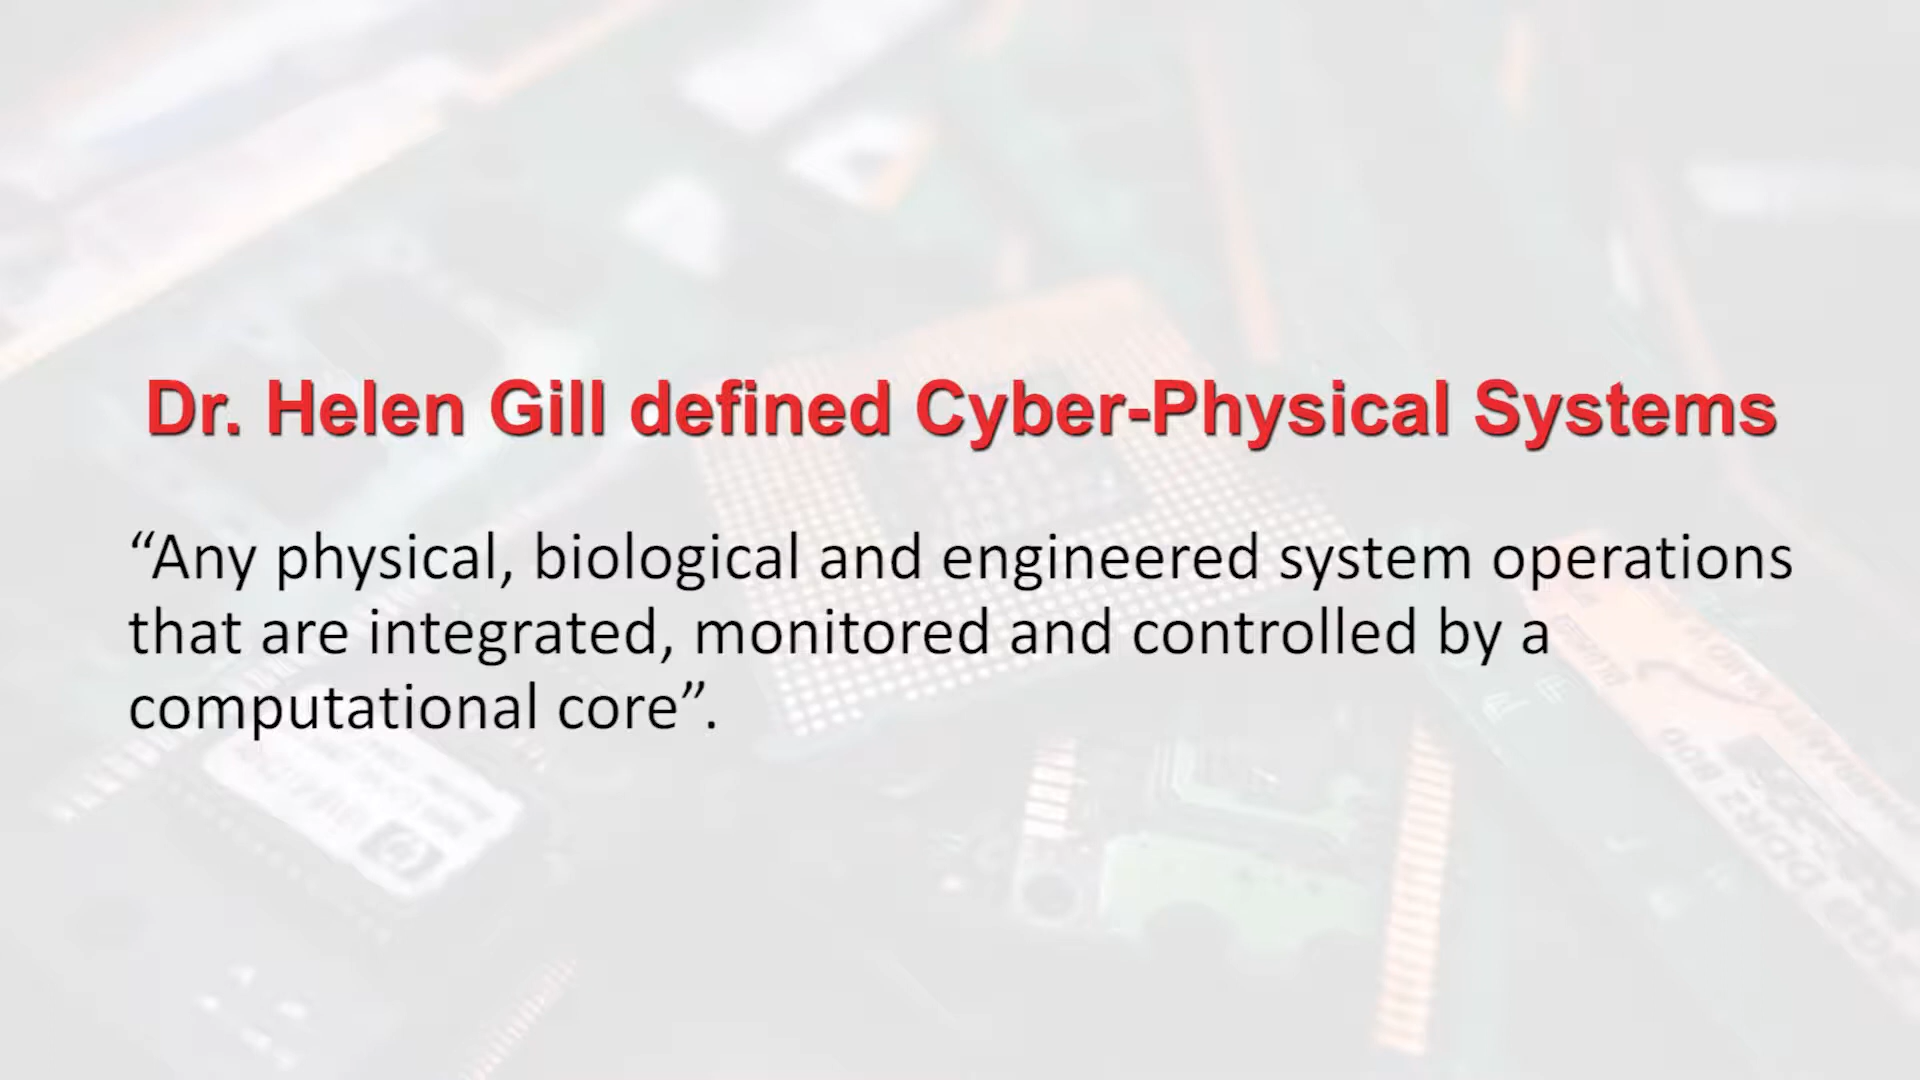 Dr. Helen Gill defined Cyber-Physical Systems
“Any physical, biological and engineered system operations
that are integrated, monitored and controlled by a
computational core”.